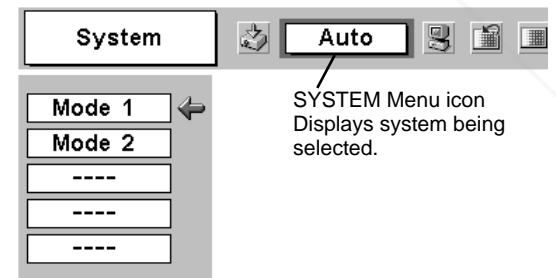 System
Auto
SYSTEM Menu icon
Displays system being
selected.
Mode 1
Mode 2
----
----
----